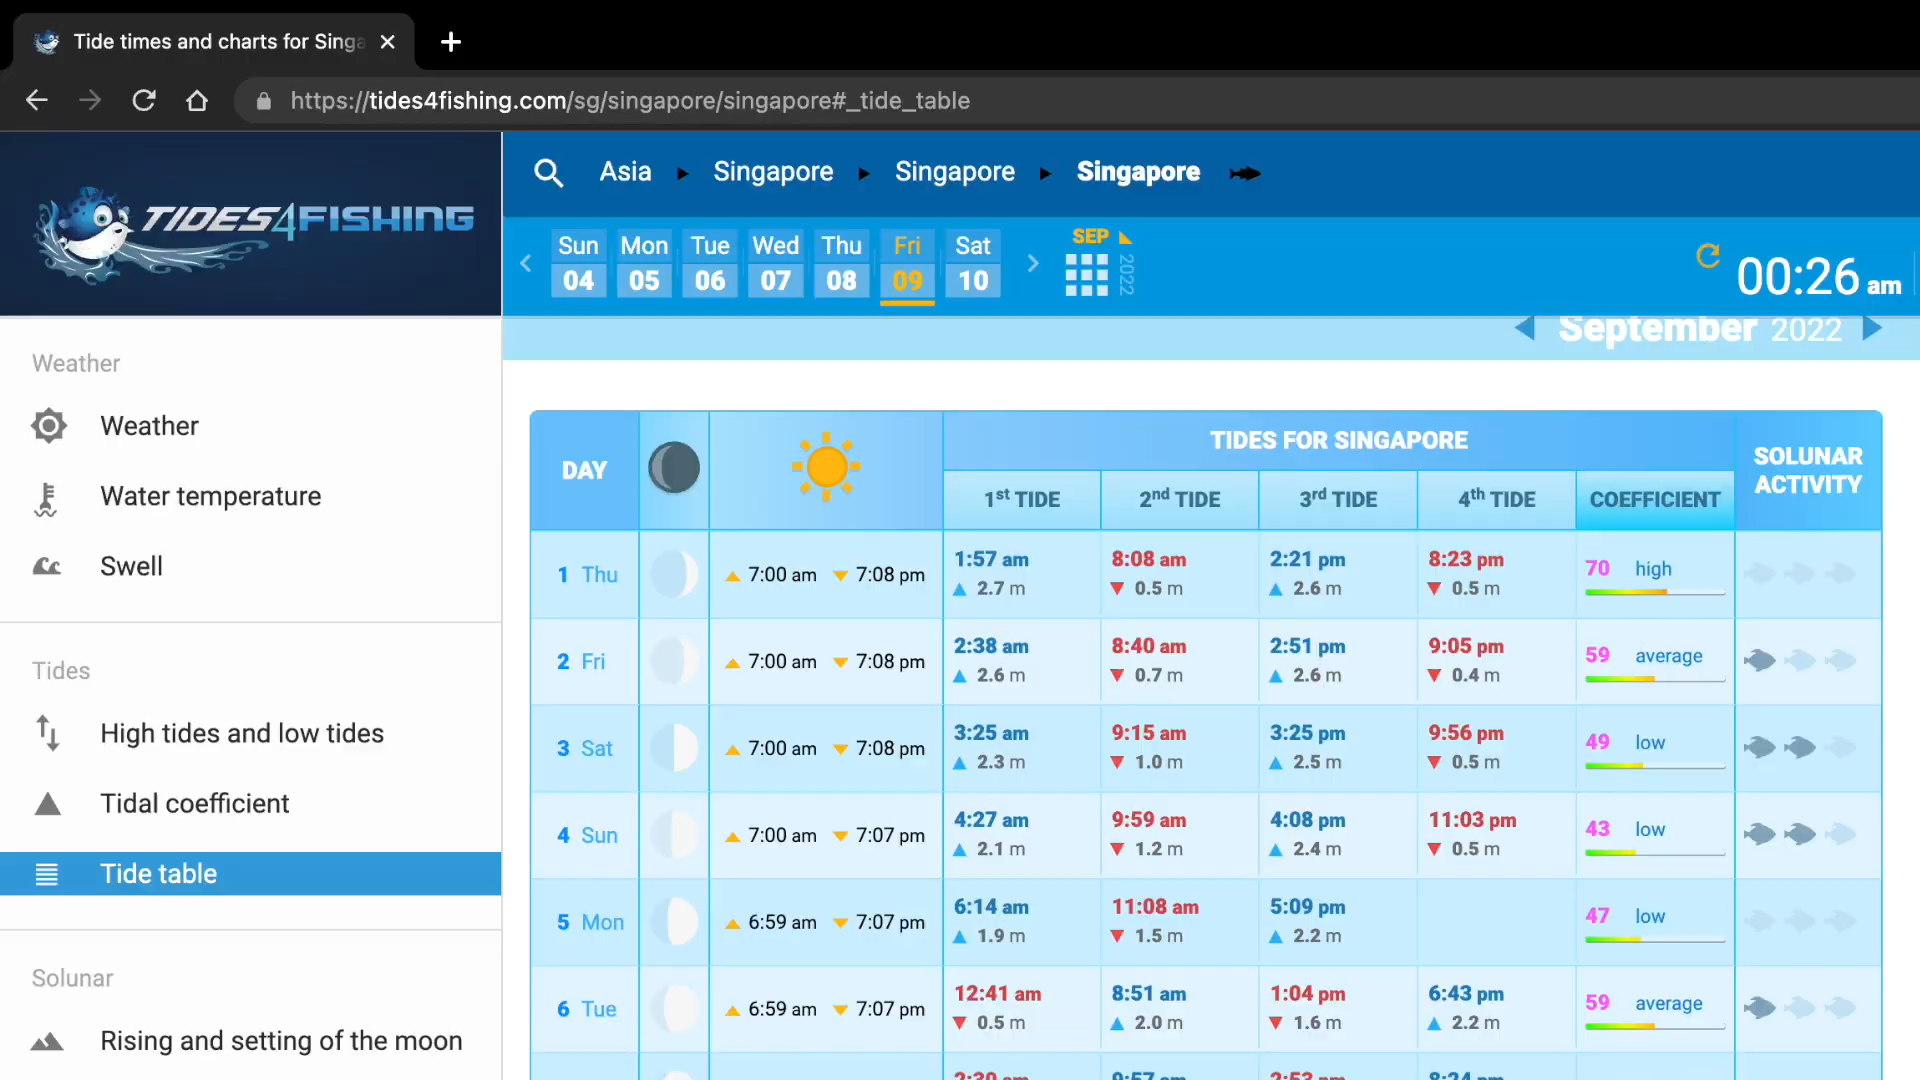 Tide times and charts for Singa
https://tides4fishing.com/sg/singapore/singapore#_tide_table
TIDES4FISHING
Asia Singapore Singapore Singapore
Sun Mon Tue Wed Thu Fri Sat
04 05 06 07 08 09 10
SEP
2022
00:26 am
September 2022
Weather
Weather
Water temperature
Swell
Tides
High tides and low tides
Tidal coefficient
Tide table
Solunar
Rising and setting of the moon
DAY
TIDES FOR SINGAPORE
SOLUNAR ACTIVITY
1st TIDE 2nd TIDE 3rd TIDE 4th TIDE COEFFICIENT
1 Thu 7:00 am 7:08 pm 1:57 am 8:08 am 2:21 pm 8:23 pm 70 high
2.7 m 0.5 m 2.6 m 0.5 m
2 Fri 7:00 am 7:08 pm 2:38 am 8:40 am 2:51 pm 9:05 pm 59 average
2.6 m 0.7 m 2.6 m 0.4 m
3 Sat 7:00 am 7:08 pm 3:25 am 9:15 am 3:25 pm 9:56 pm 49 low
2.3 m 1.0 m 2.5 m 0.5 m
4 Sun 7:00 am 7:07 pm 4:27 am 9:59 am 4:08 pm 11:03 pm 43 low
2.1 m 1.2 m 2.4 m 0.5 m
5 Mon 6:59 am 7:07 pm 6:14 am 11:08 am 5:09 pm 47 low
1.9 m 1.5 m 2.2 m
6 Tue 6:59 am 7:07 pm 12:41 am 8:51 am 1:04 pm 6:43 pm 59 average
0.5 m 2.0 m 1.6 m 2.2 m